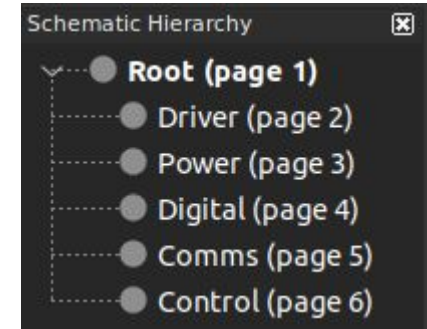 Schematic Hierarchy
Root (page 1)
Driver (page 2)
Power (page 3)
Digital (page 4)
Comms (page 5)
Control (page 6)